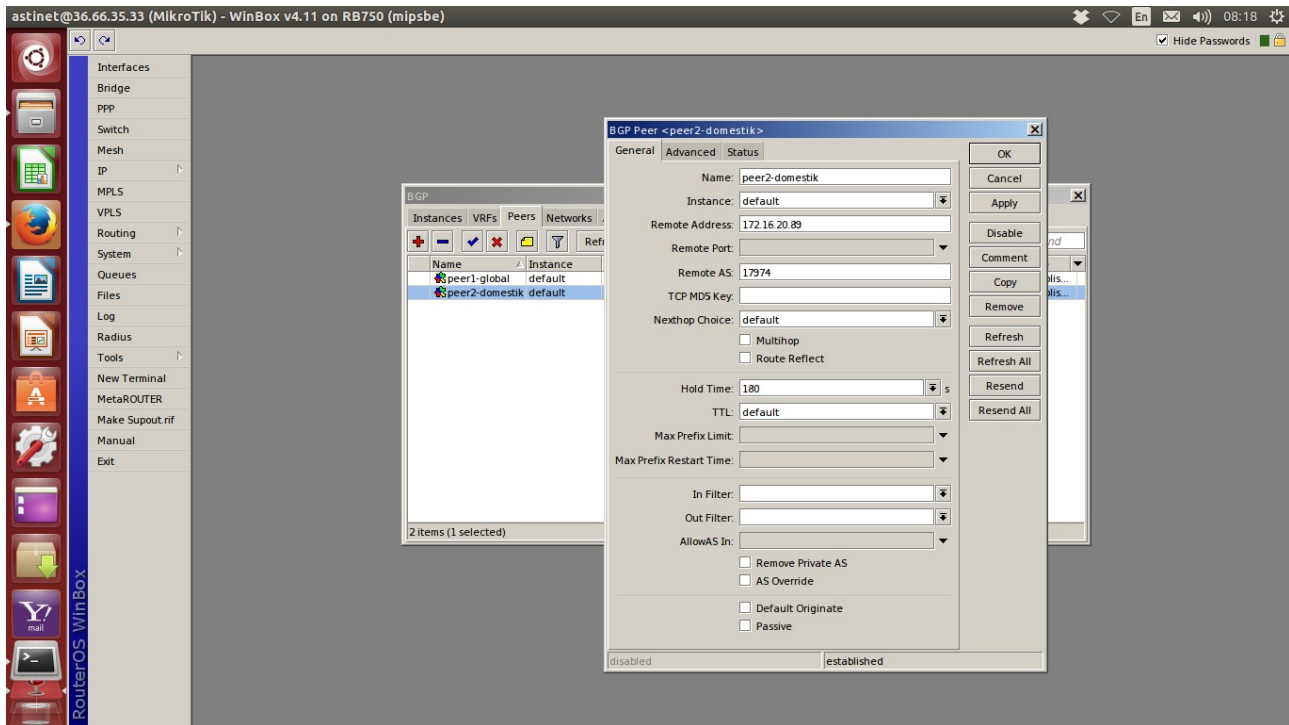 astinet@36.66.35.33 (MikroTik) - WinBox v4.11 on RB750 (mipsbe)
En
08:18
Hide Passwords
Interfaces
Bridge
PPP
Switch
Mesh
IP
MPLS
VPLS
Routing
System
Queues
Files
Log
Radius
Tools
New Terminal
MetaROUTER
Make Supout.rif
Manual
Exit
RouterOS WinBox
Y!
mail
BGP
Instances VRFs Peers Networks
Name Instance
peer1-global default
peer2-domestik default
2 items (1 selected)
BGP Peer <peer2-domestik>
General Advanced Status
Name: peer2-domestik
Instance: default
Remote Address: 172.16.20.89
Remote Port:
Remote AS: 17974
TCP MD5 Key:
Nexthop Choice: default
Multihop
Route Reflect
Hold Time: 180 s
TTL: default
Max Prefix Limit:
Max Prefix Restart Time:
In Filter:
Out Filter:
AllowAS In:
Remove Private AS
AS Override
Default Originate
Passive
disabled established
OK
Cancel
Apply
Disable
Comment
Copy
Remove
Refresh
Refresh All
Resend
Resend All